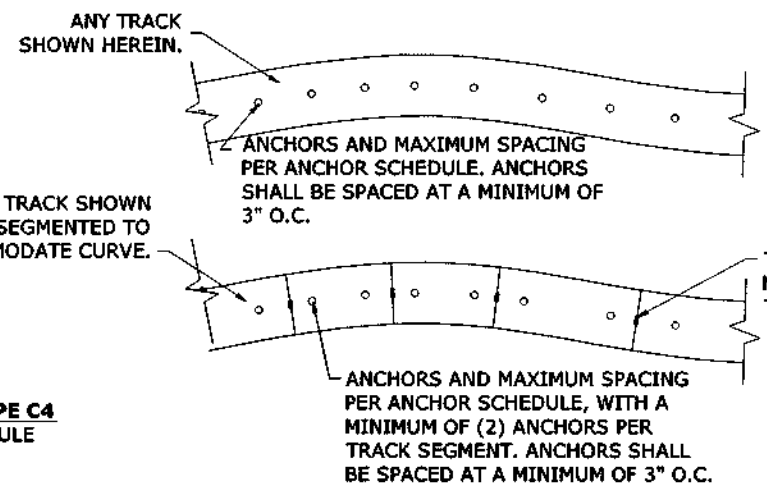 ANY TRACK
SHOWN HEREIN.
ANCHORS AND MAXIMUM SPACING
PER ANCHOR SCHEDULE. ANCHORS
SHALL BE SPACED AT A MINIMUM OF
3" O.C.
TRACK SHOWN
SEGMENTED TO
MODATE CURVE.
ANCHORS AND MAXIMUM SPACING
PER ANCHOR SCHEDULE, WITH A
MINIMUM OF (2) ANCHORS PER
TRACK SEGMENT. ANCHORS SHALL
BE SPACED AT A MINIMUM OF 3" O.C.
PE C4
ULE